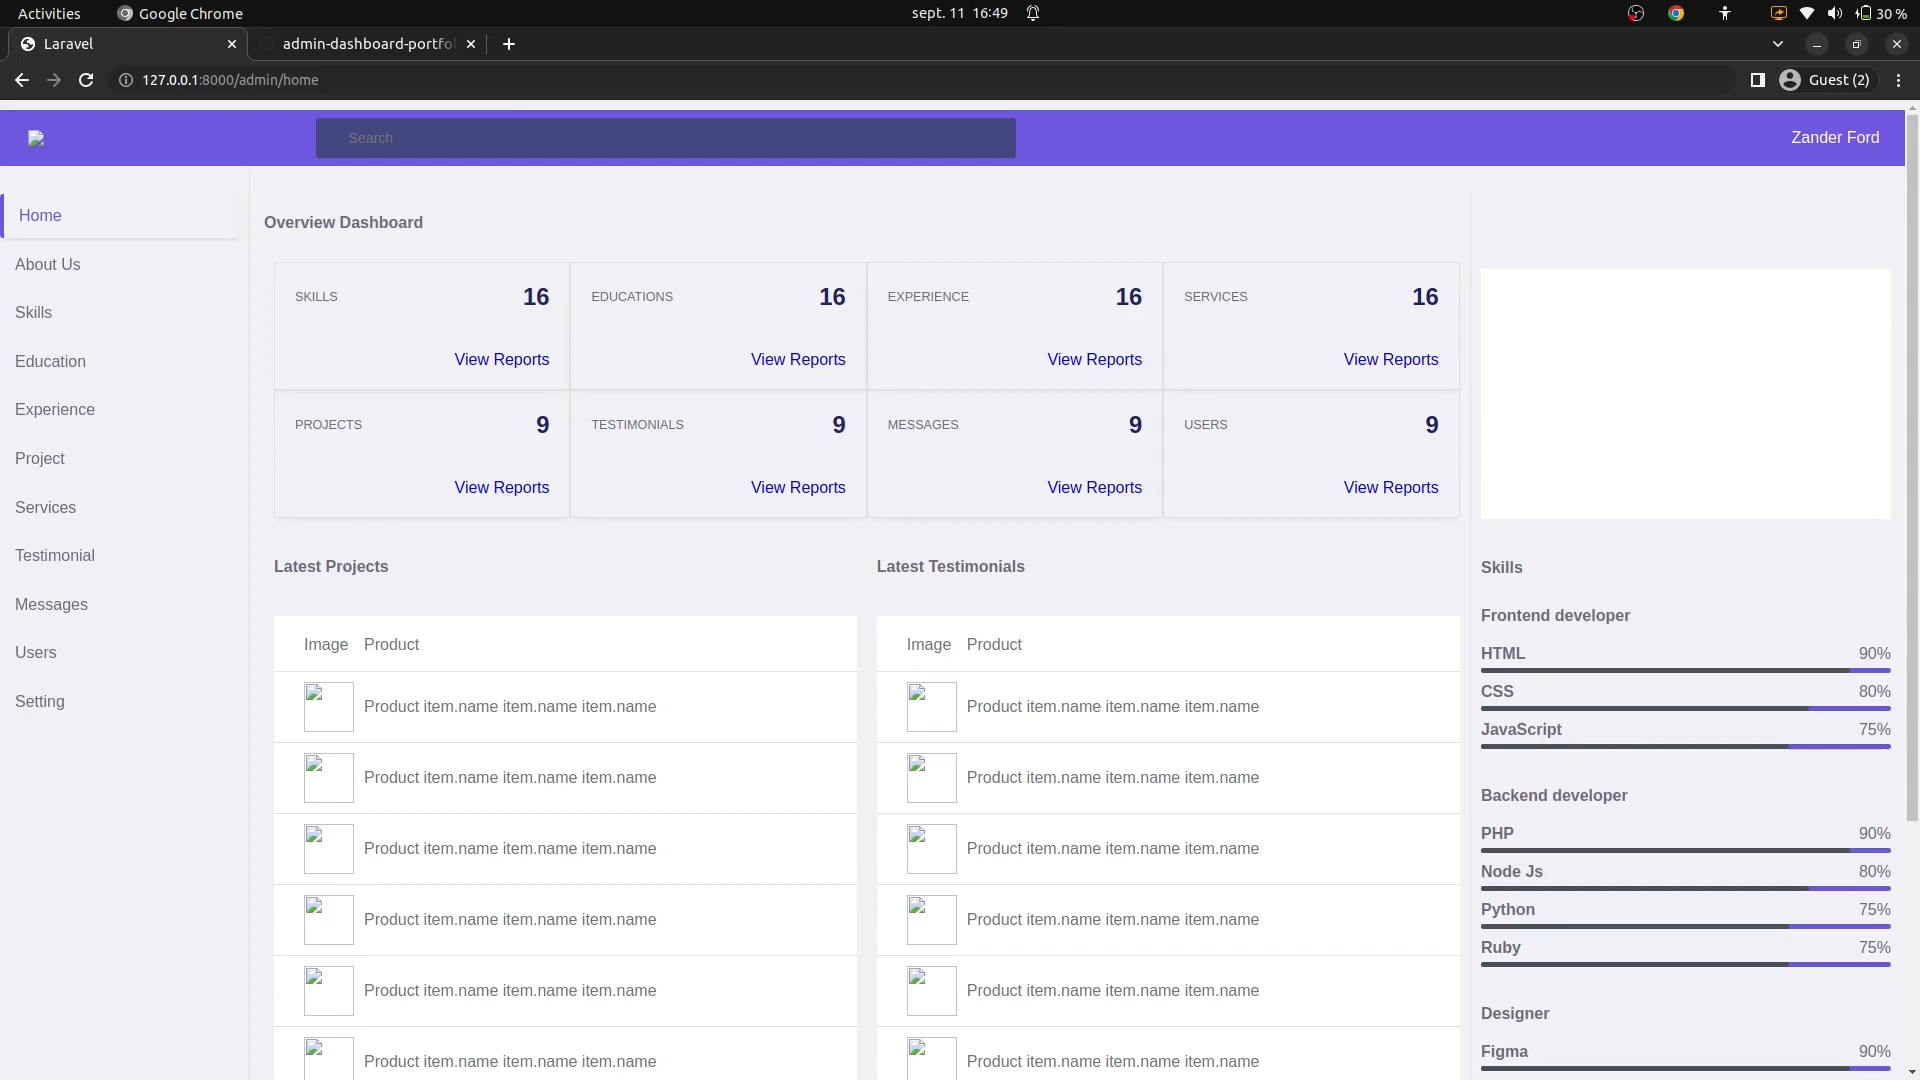 Activities Google Chrome sept. 11 16:49 30 %
Laravel admin-dashboard-portfol
127.0.0.1:8000/admin/home Guest (2)
Search Zander Ford
Home
About Us
Skills
Education
Experience
Project
Services
Testimonial
Messages
Users
Setting
Overview Dashboard
SKILLS 16 EDUCATIONS 16 EXPERIENCE 16 SERVICES 16
View Reports View Reports View Reports View Reports
PROJECTS 9 TESTIMONIALS 9 MESSAGES 9 USERS 9
View Reports View Reports View Reports View Reports
Latest Projects
Image Product
Product item.name item.name item.name
Product item.name item.name item.name
Product item.name item.name item.name
Product item.name item.name item.name
Product item.name item.name item.name
Product item.name item.name item.name
Latest Testimonials
Image Product
Product item.name item.name item.name
Product item.name item.name item.name
Product item.name item.name item.name
Product item.name item.name item.name
Product item.name item.name item.name
Product item.name item.name item.name
Skills
Frontend developer
HTML 90%
CSS 80%
JavaScript 75%
Backend developer
PHP 90%
Node Js 80%
Python 75%
Ruby 75%
Designer
Figma 90%